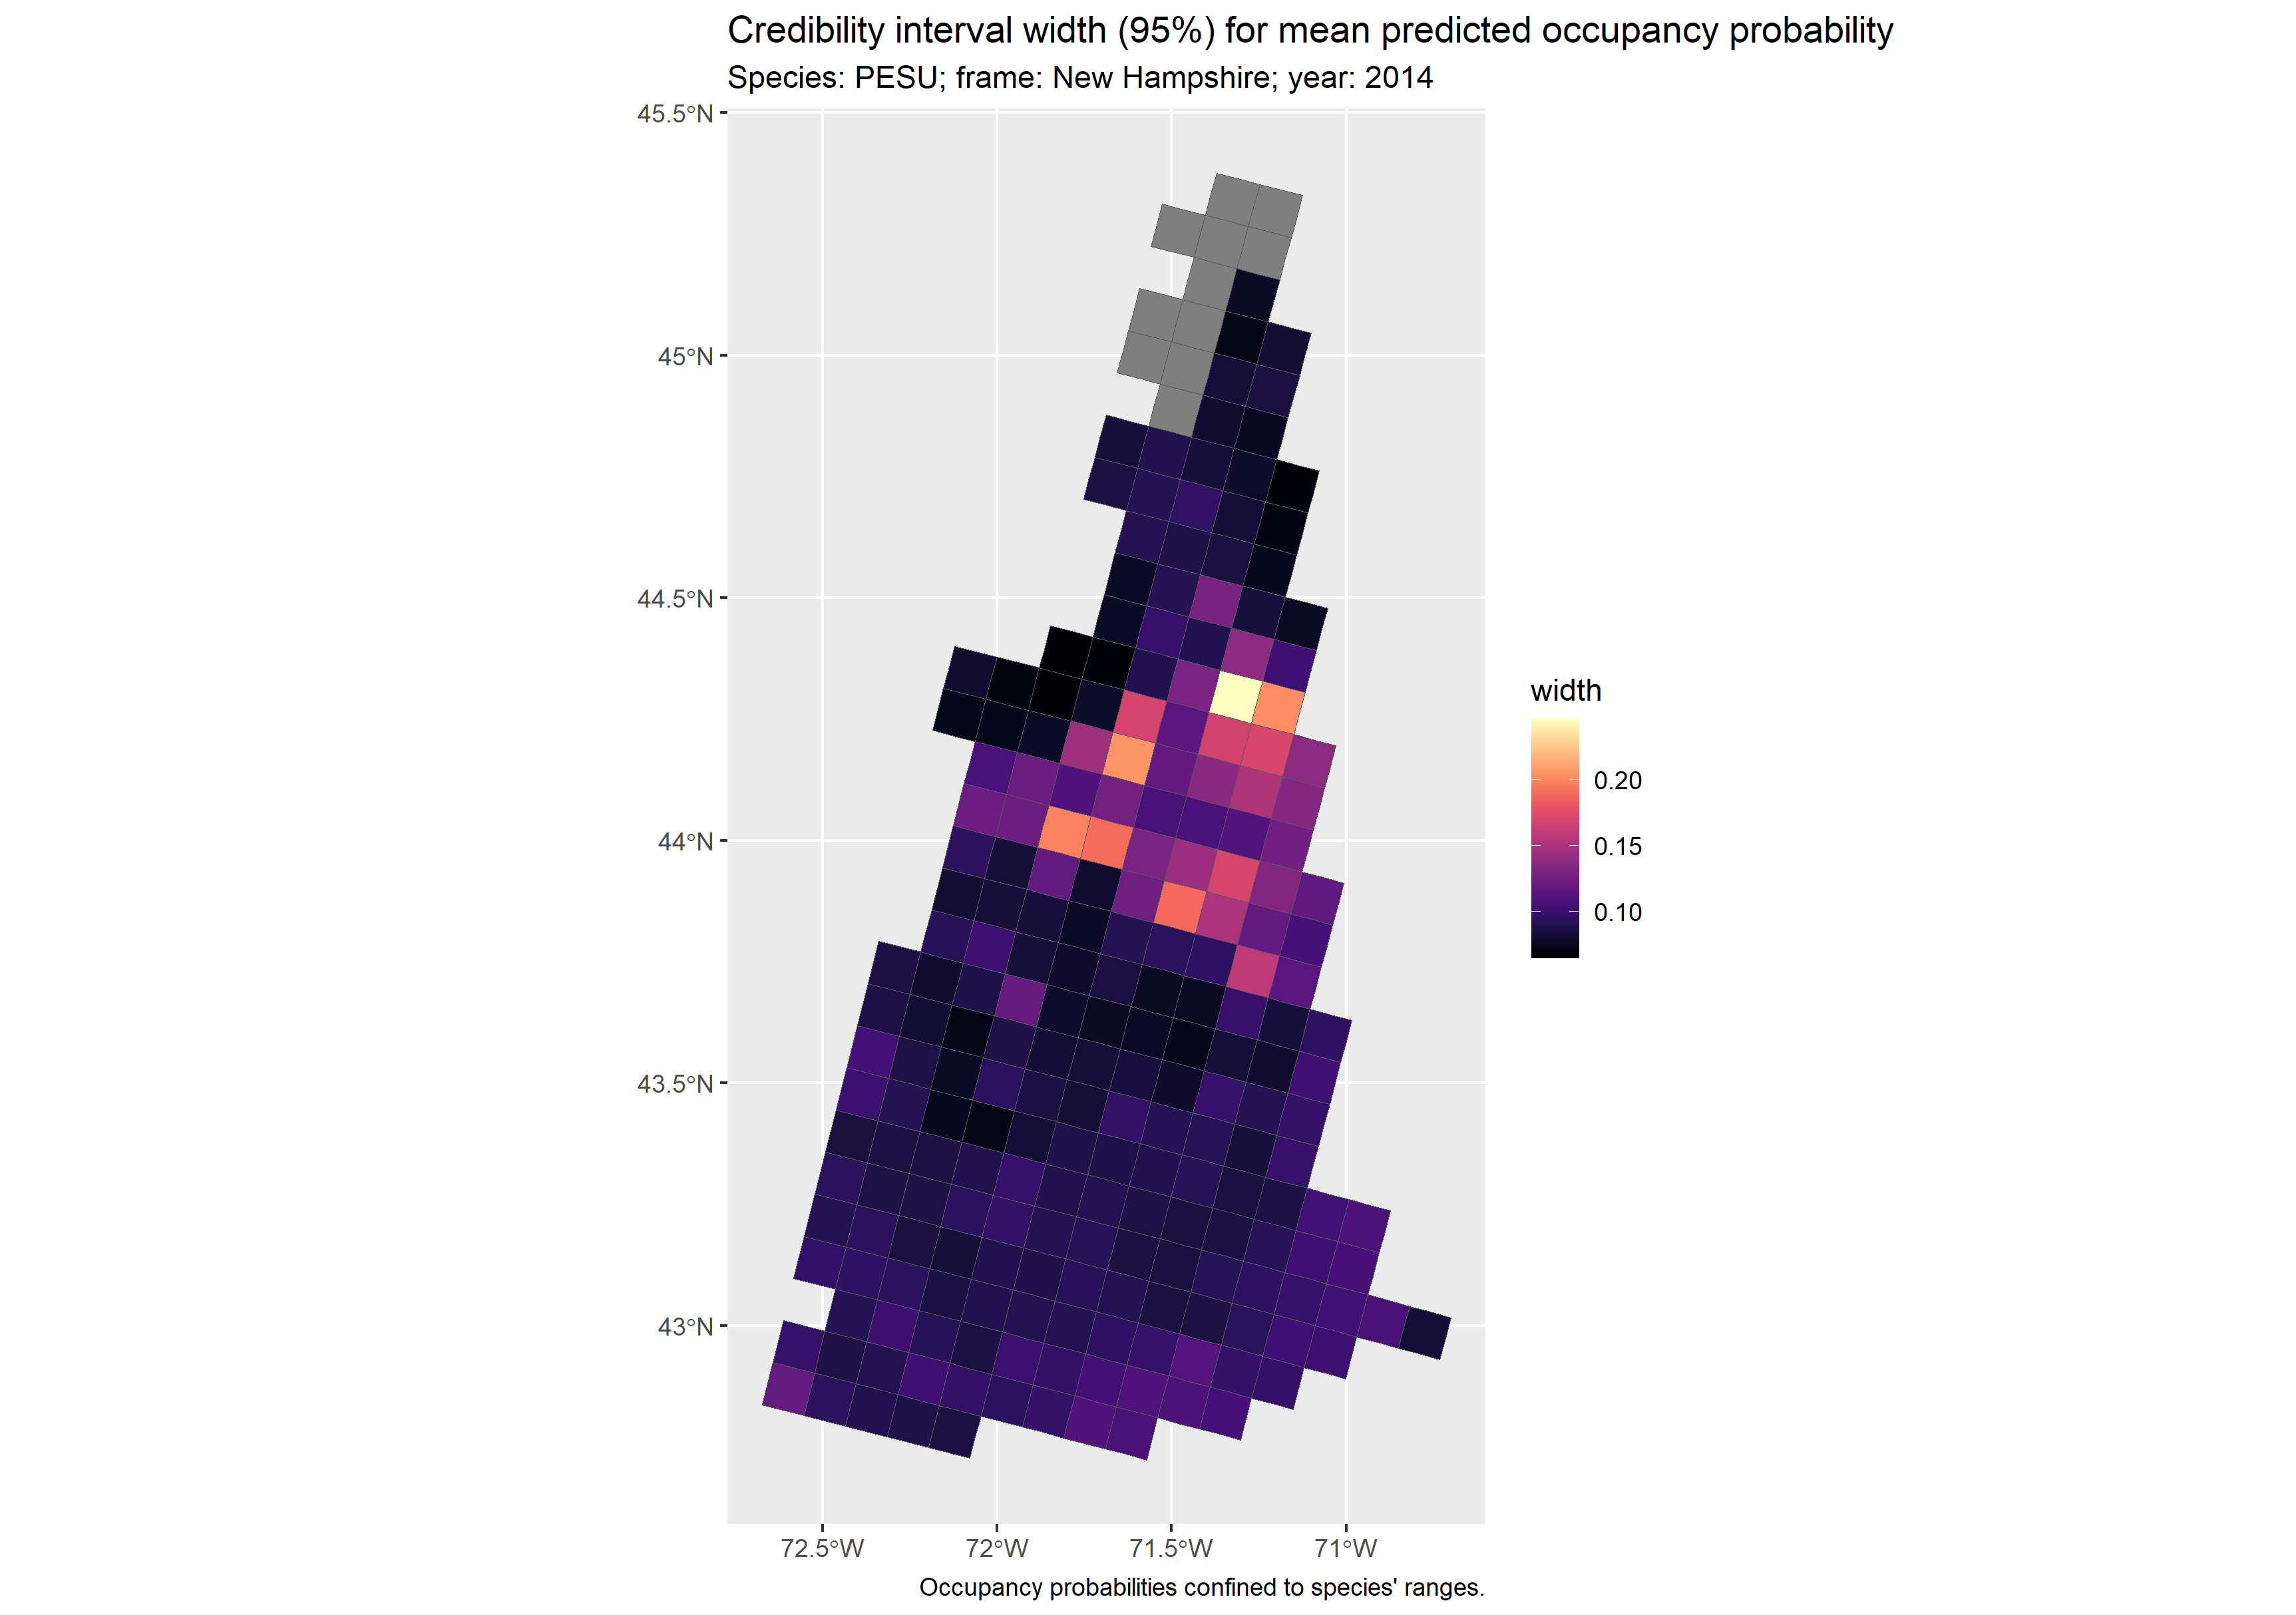 Credibility interval width (95%) for mean predicted occupancy probability
Species: PESU; frame: New Hampshire; year: 2014
45.5°N
45°N
44.5°N
44°N
43.5°N
43°N
72.5°W
72°W
71.5°W
71°W
width
0.20
0.15
0.10
Occupancy probabilities confined to species' ranges.